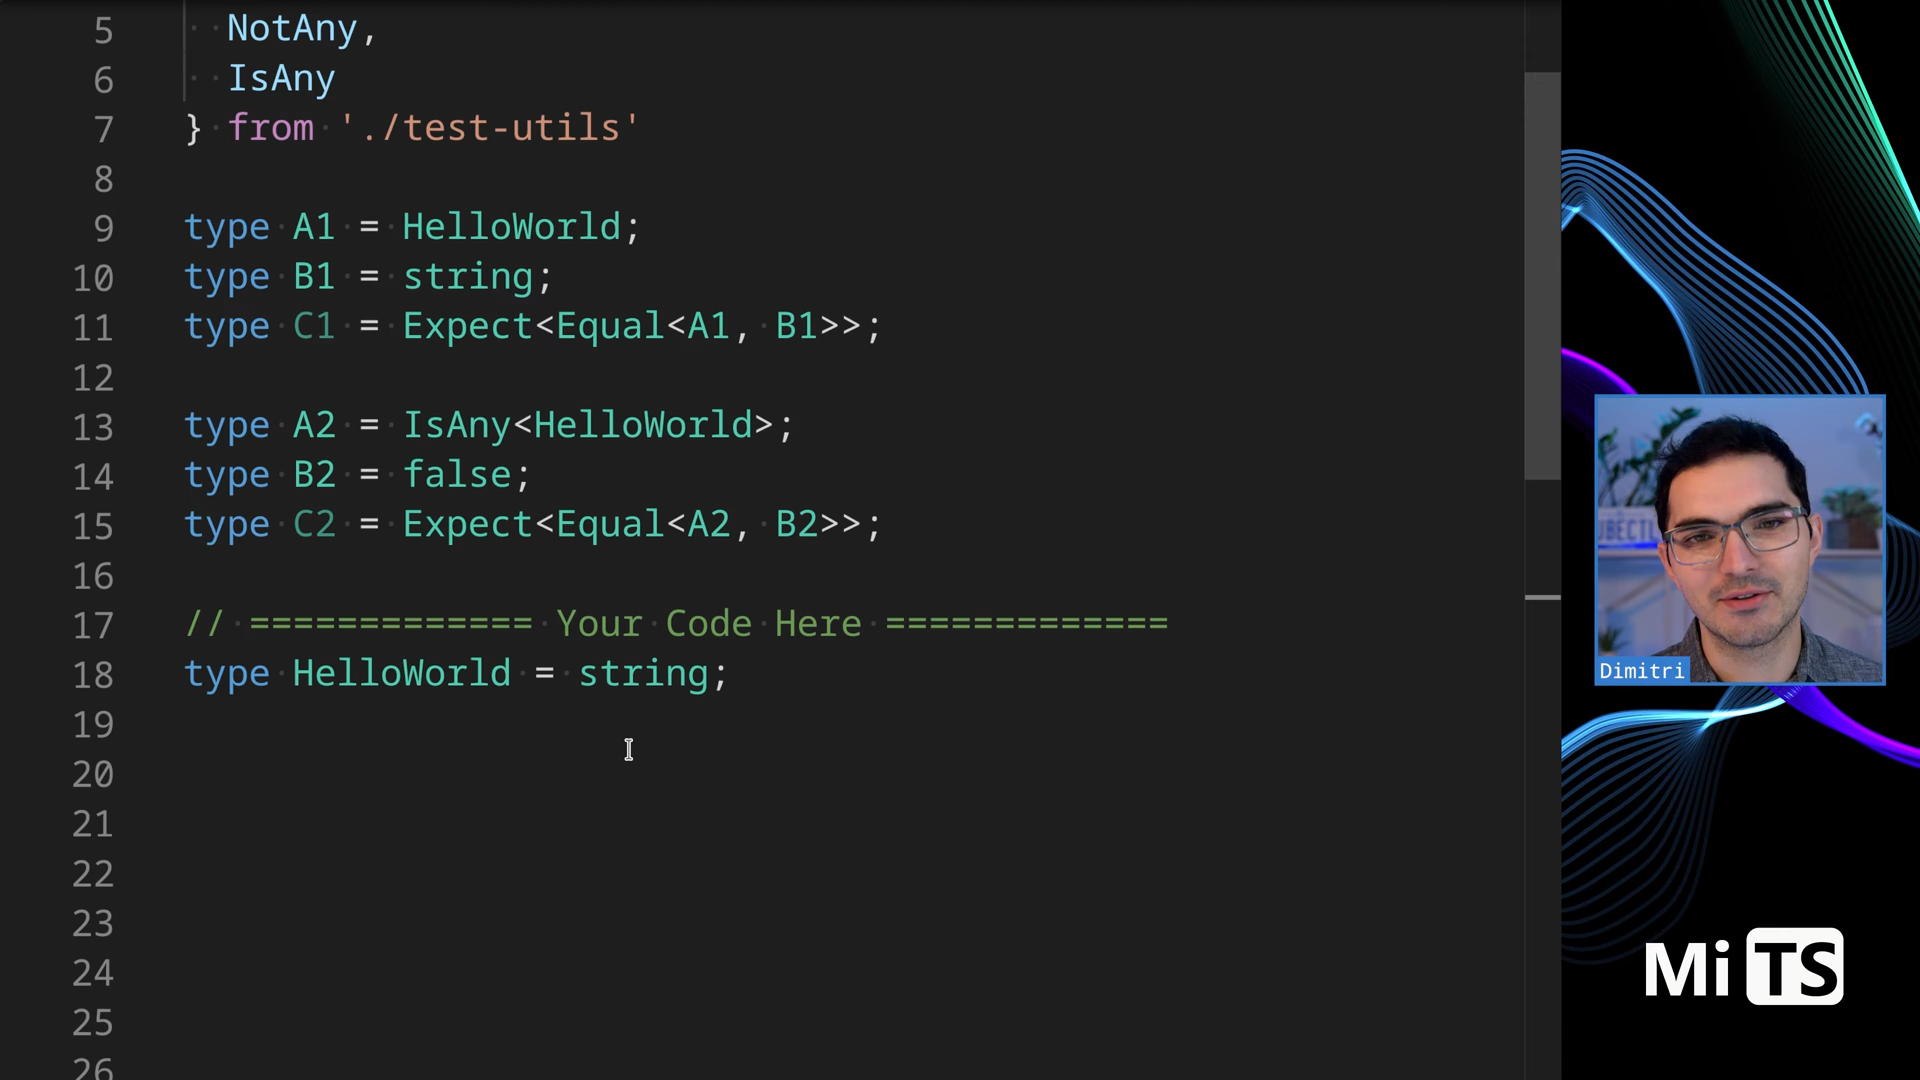 5 NotAny,
6 IsAny
7 } from './test-utils'
8
9 type A1 = HelloWorld;
10 type B1 = string;
11 type C1 = Expect<Equal<A1, B1>>;
12
13 type A2 = IsAny<HelloWorld>;
14 type B2 = false;
15 type C2 = Expect<Equal<A2, B2>>;
16
17 // ============= Your Code Here =============
18 type HelloWorld = string;
19
20
21
22
23
24
25
26
UBECTL
Dimitri
Mi TS